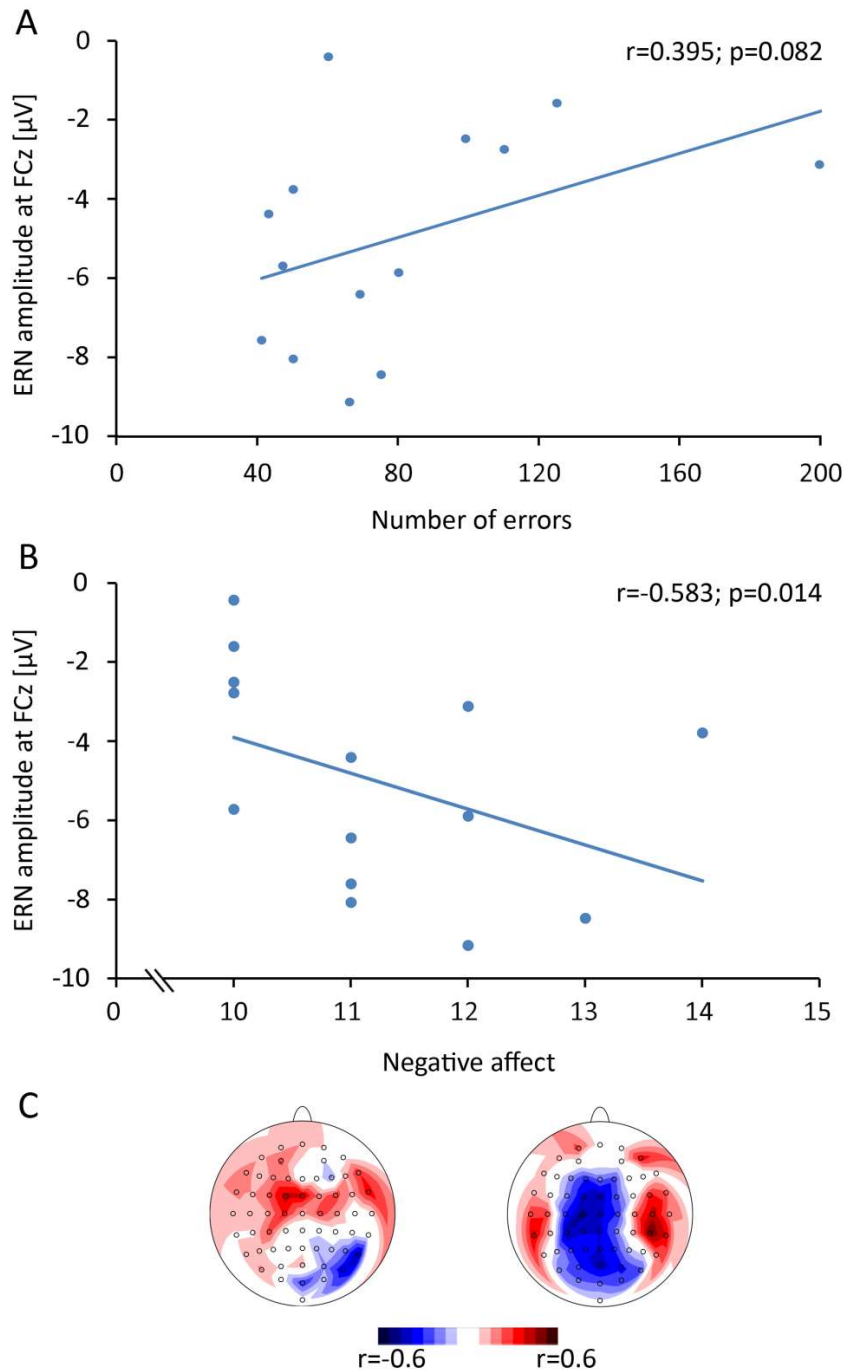 A
r=0.395; p=0.082
ERN amplitude at FCz [µV]
0
-2
-4
-6
-8
-10
0 40 80 120 160 200
Number of errors
B
r=-0.583; p=0.014
ERN amplitude at FCz [µV]
0
-2
-4
-6
-8
-10
0 10 11 12 13 14 15
Negative affect
C
r=-0.6 r=0.6